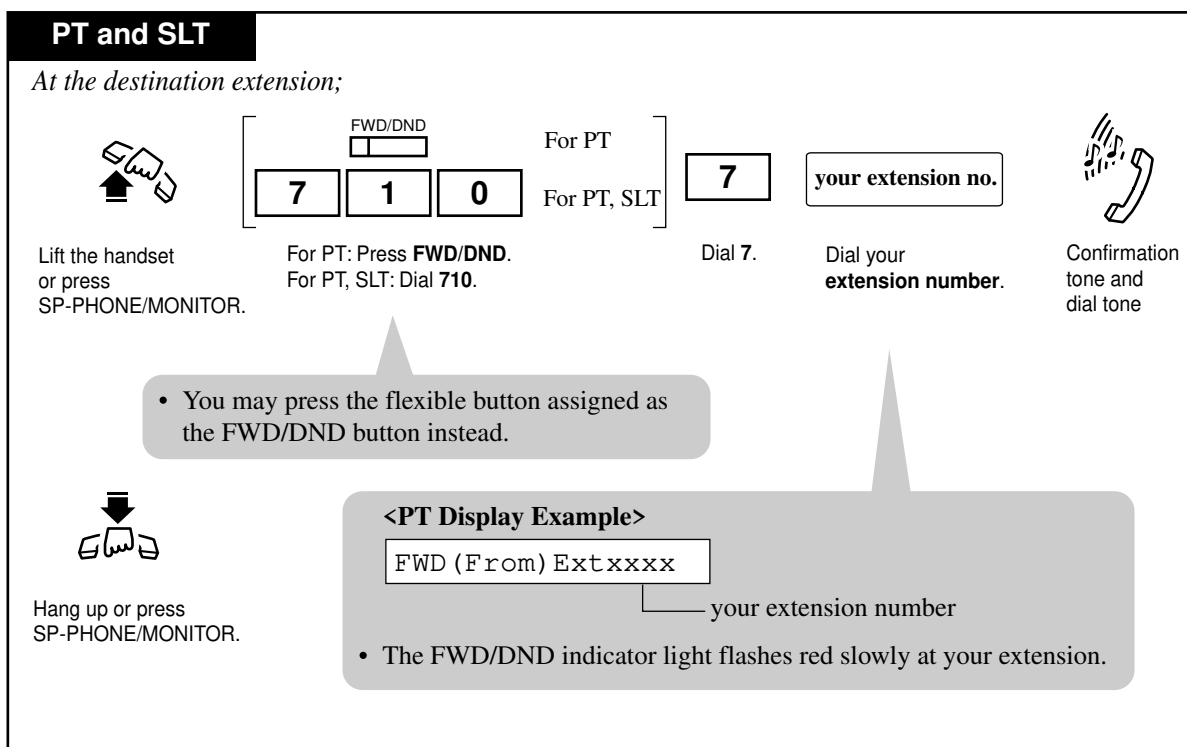 PT and SLT
At the destination extension;
FWD/DND
For PT
7 1 0
For PT, SLT
7
your extension no.
Lift the handset
or press
SP-PHONE/MONITOR.
For PT: Press FWD/DND.
For PT, SLT: Dial 710.
Dial 7.
Dial your
extension number.
Confirmation
tone and
dial tone
• You may press the flexible button assigned as
the FWD/DND button instead.
Hang up or press
SP-PHONE/MONITOR.
<PT Display Example>
FWD(From)Extxxxx
your extension number
• The FWD/DND indicator light flashes red slowly at your extension.